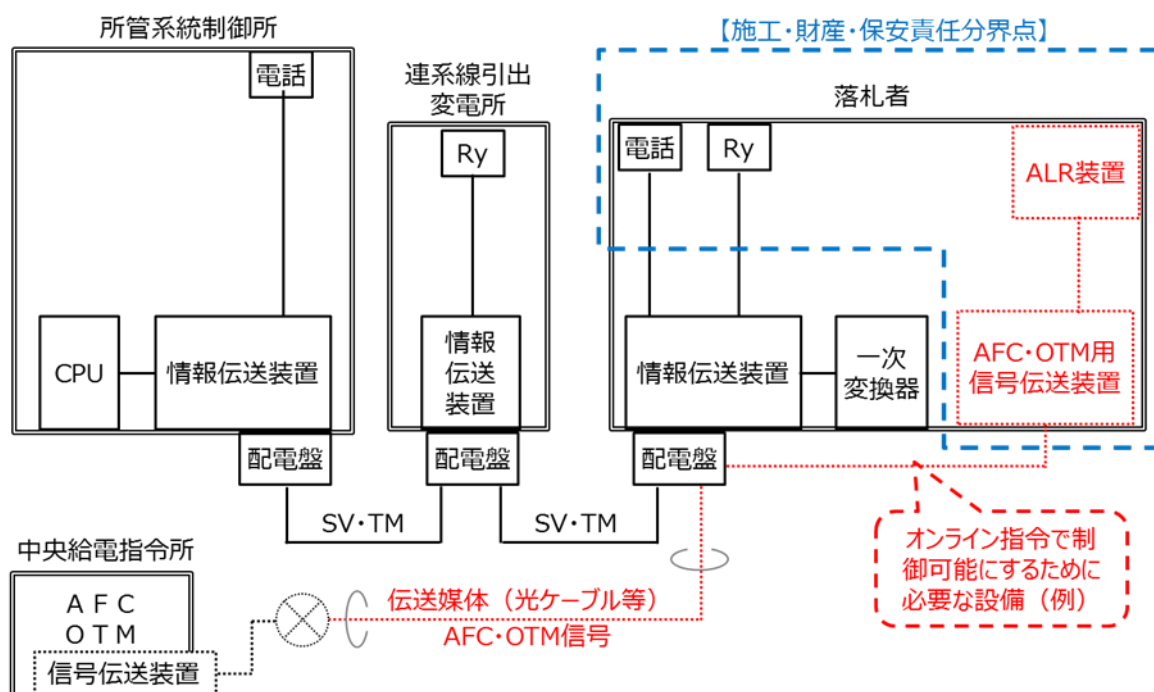 所管系統制御所
電話
CPU
情報伝送装置
配電盤
連系線引出
変電所
Ry
情報
伝送
装置
配電盤
【施工・財産・保安責任分界点】
落札者
電話
Ry
ALR装置
情報伝送装置
一次
変換器
AFC・OTM用
信号伝送装置
配電盤
SV・TM
SV・TM
オンライン指令で制
御可能にするために
必要な設備（例）
中央給電指令所
ＡＦＣ
ＯＴＭ
信号伝送装置
伝送媒体（光ケーブル等）
AFC・OTM信号